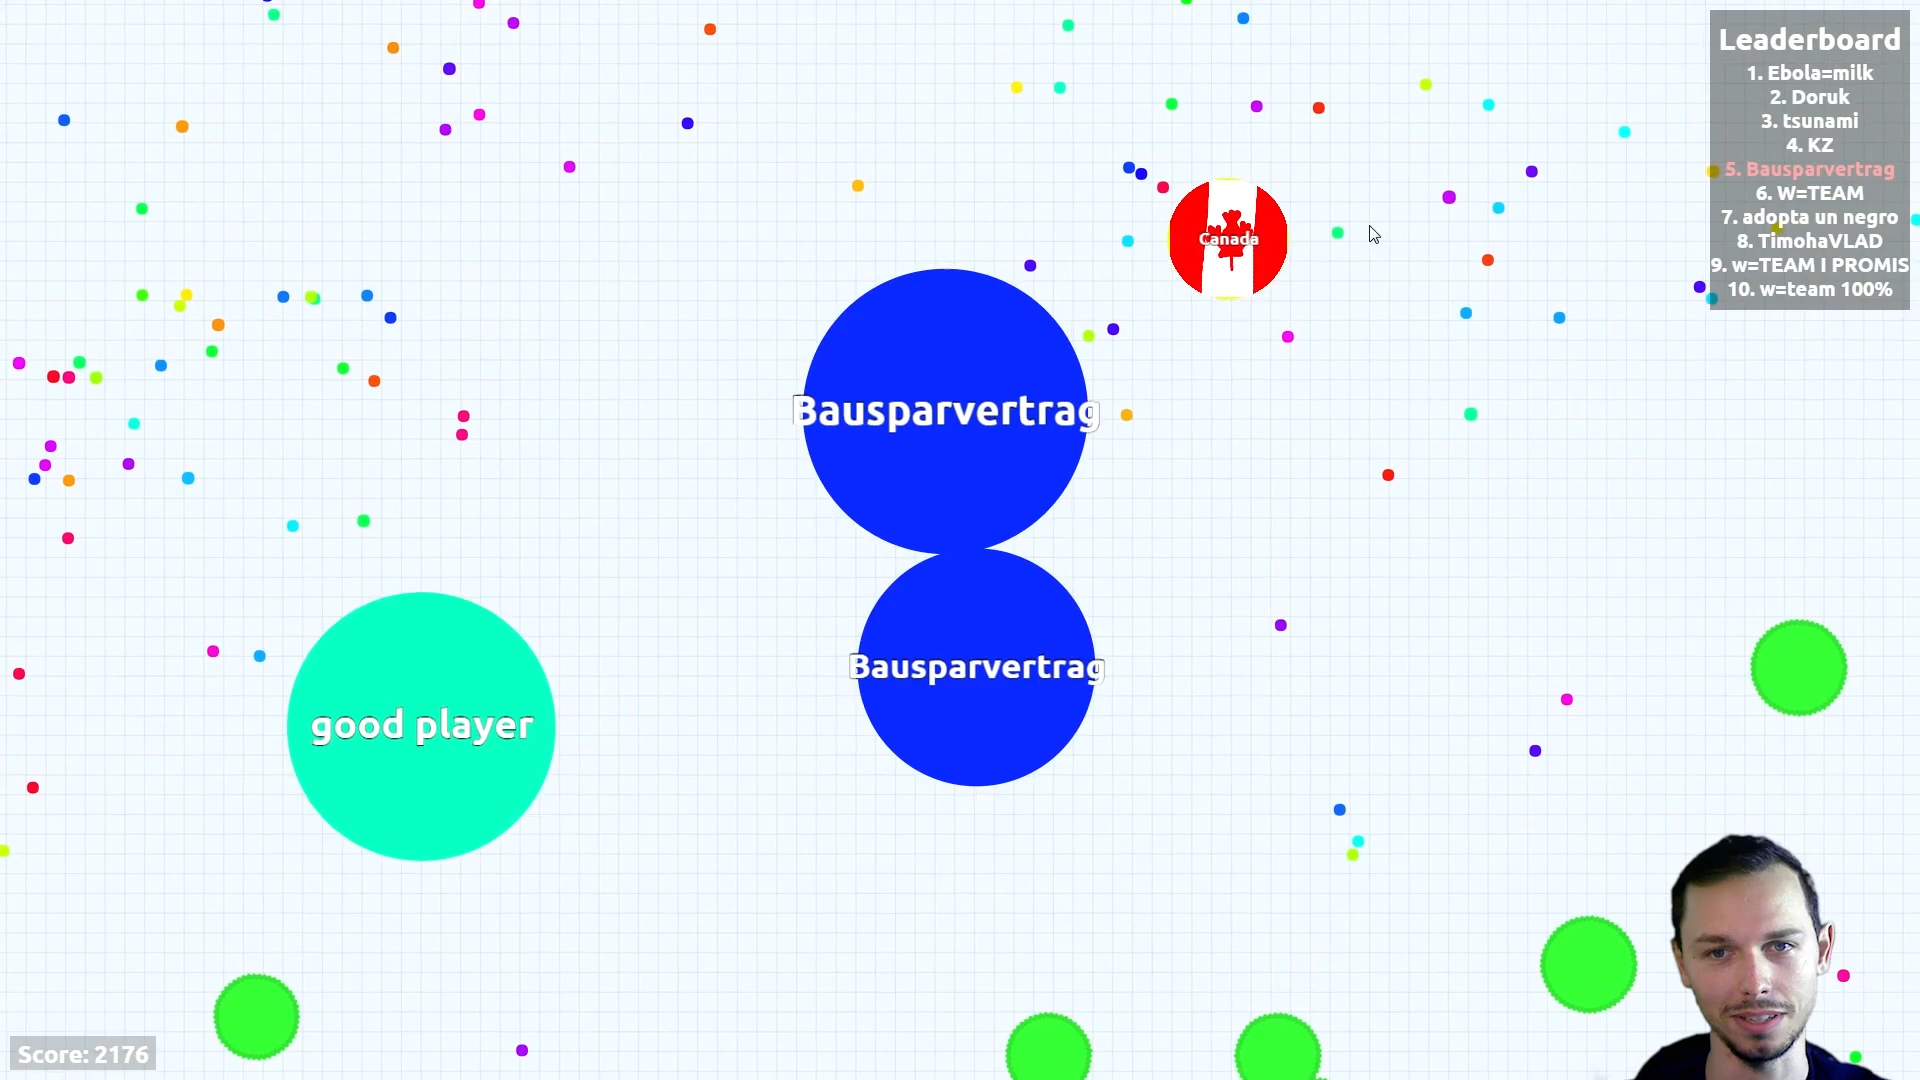 Leaderboard
1. Ebola=milk
2. Doruk
3. tsunami
4. KZ
5. Bausparvertrag
6. W=TEAM
7. adopta un negro
8. TimohaVLAD
9. w=TEAM I PROMIS
10. w=team 100%
Canada
Bausparvertrag
Bausparvertrag
good player
Score: 2176